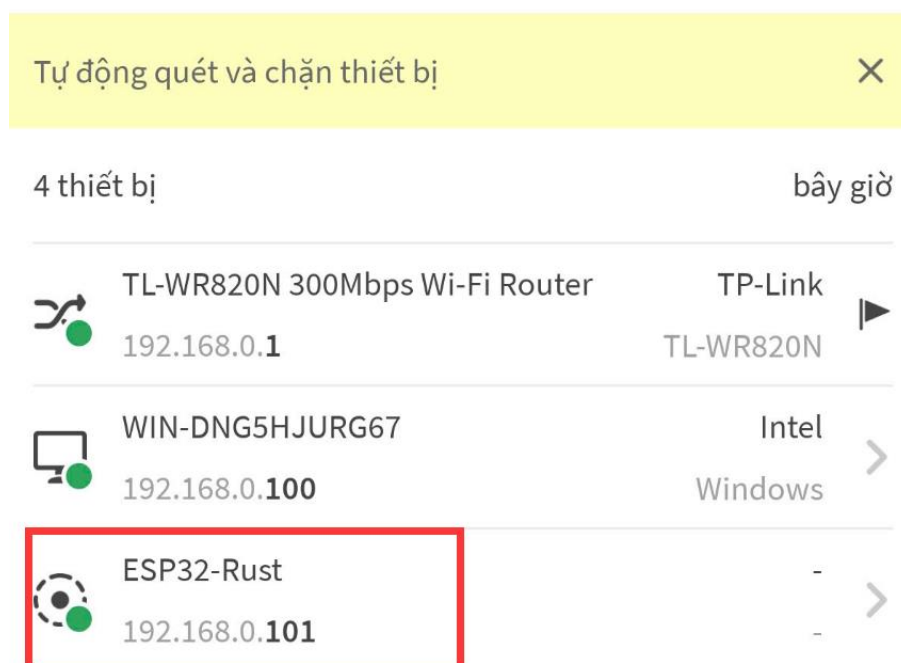 Tự động quét và chặn thiết bị
4 thiết bị bây giờ
TL-WR820N 300Mbps Wi-Fi Router TP-Link
192.168.0.1 TL-WR820N
WIN-DNG5HJURG67 Intel
192.168.0.100 Windows
ESP32-Rust -
192.168.0.101 -